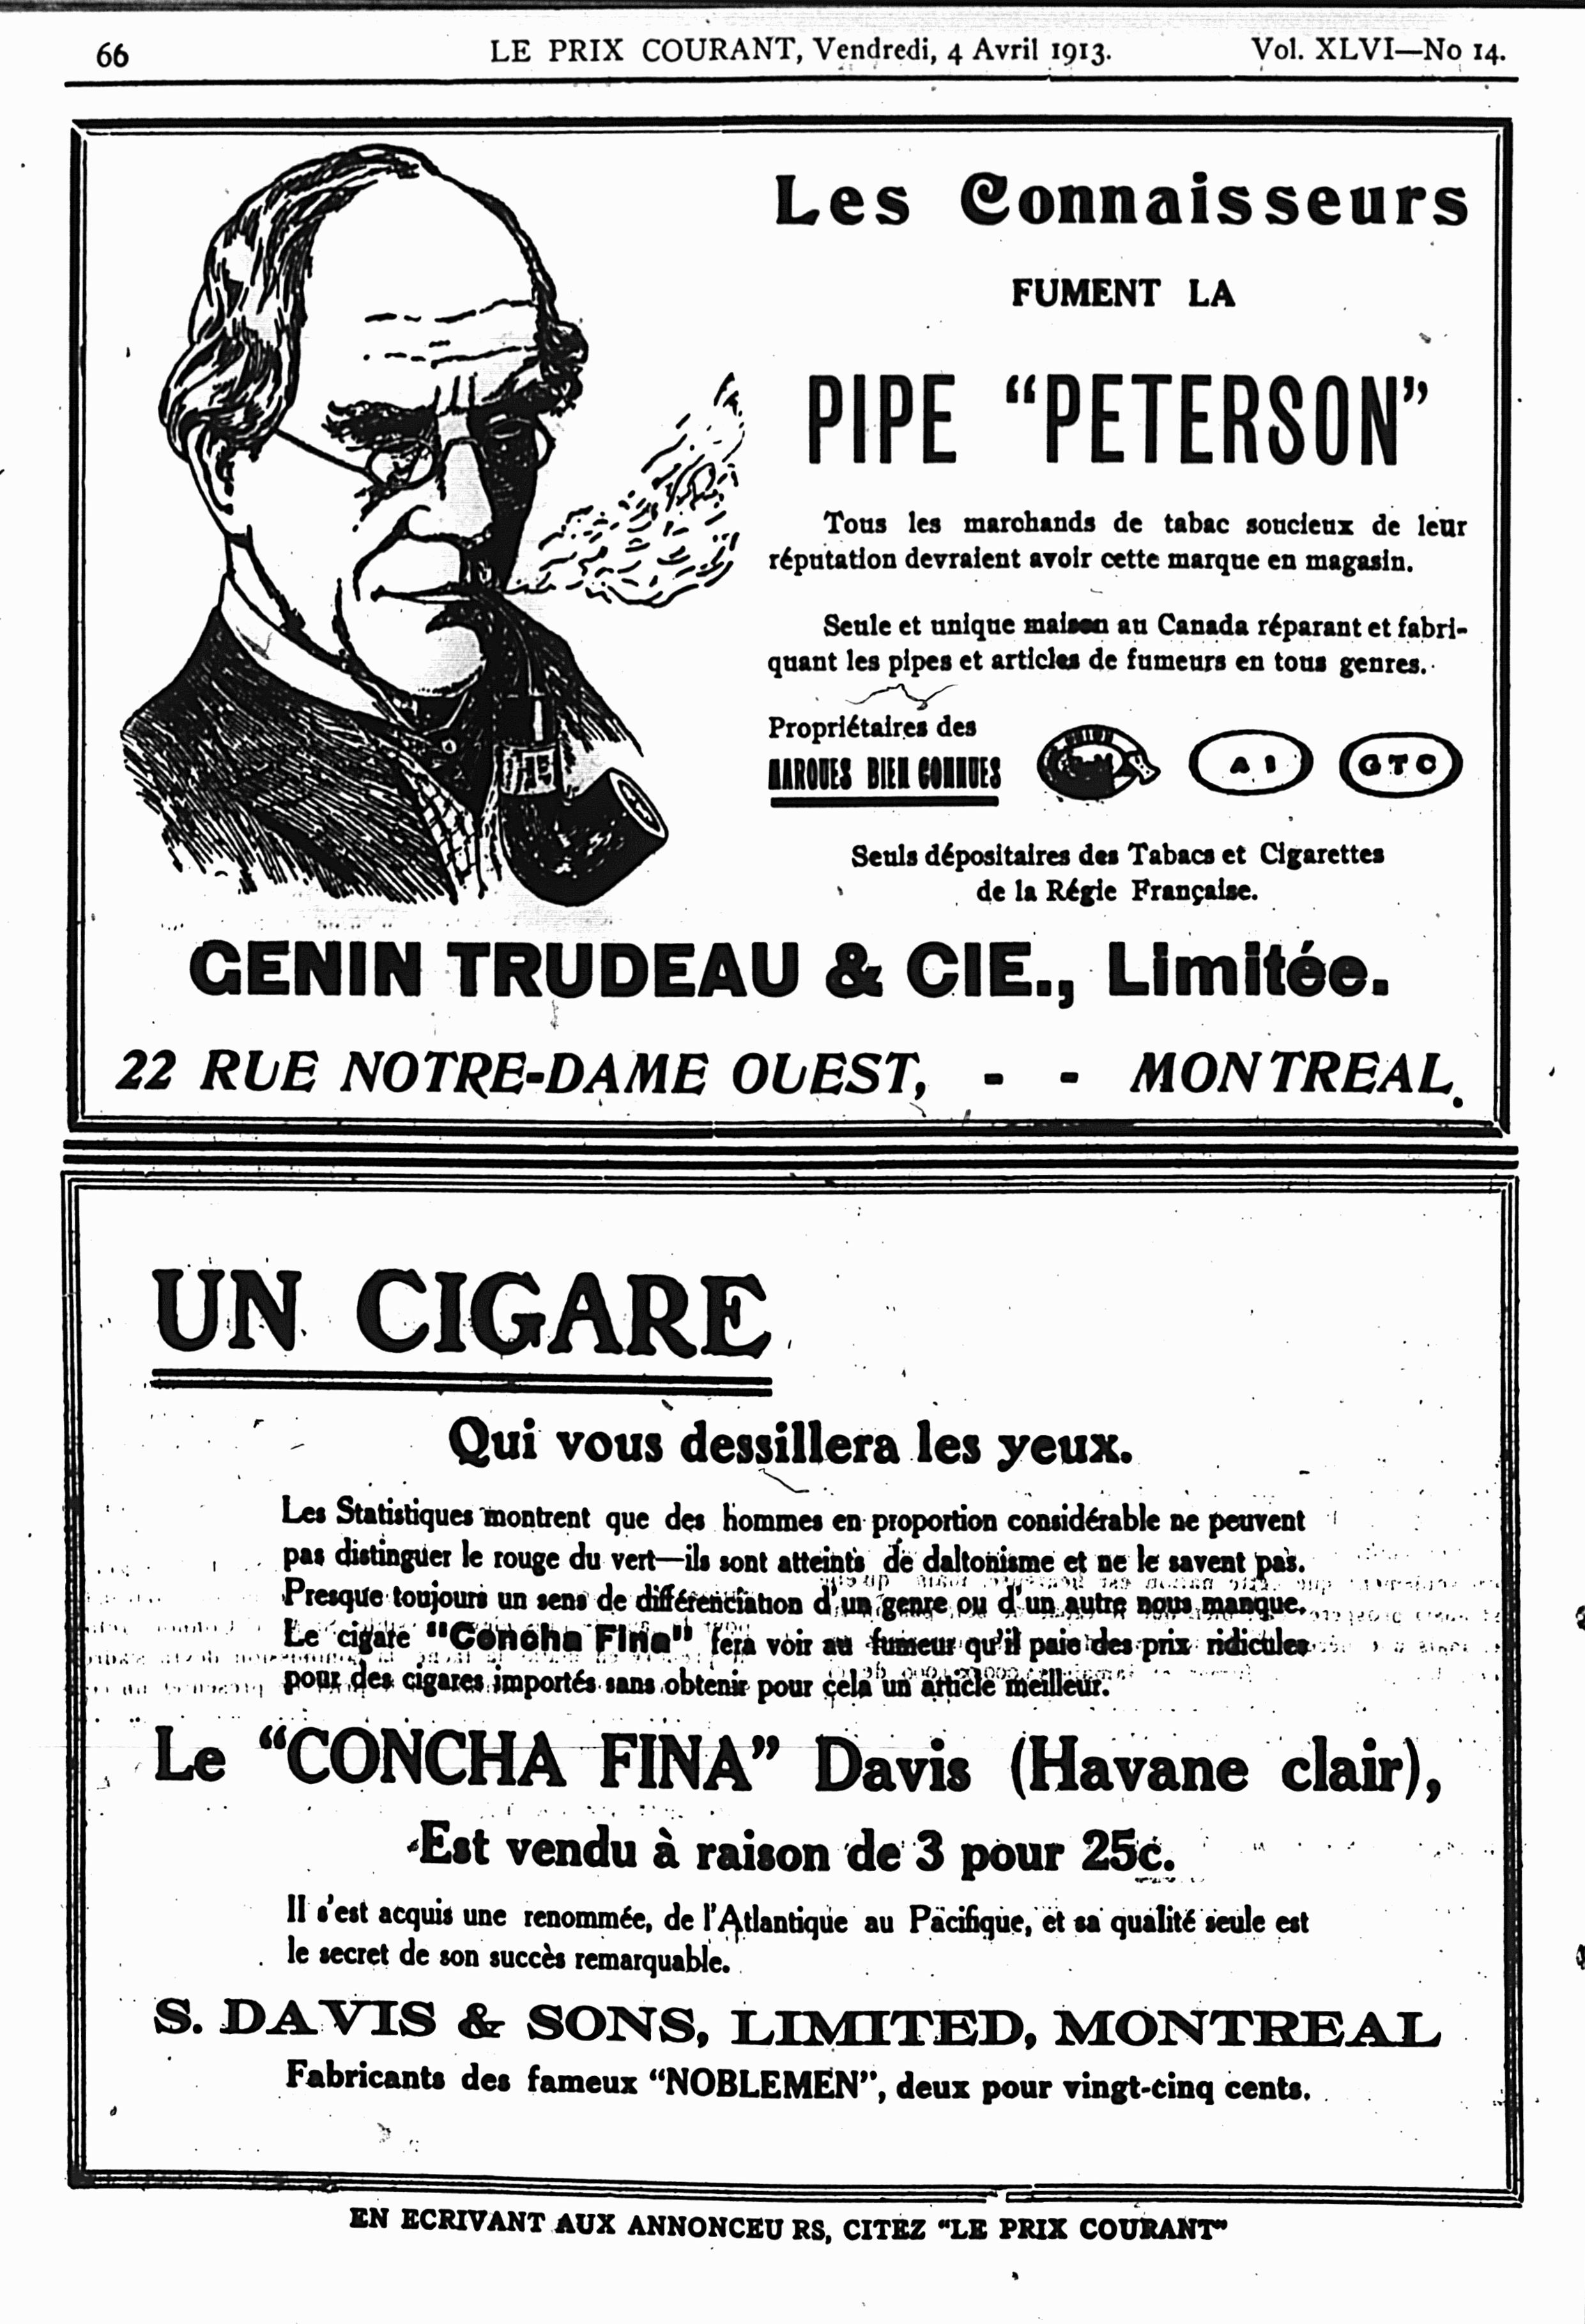 66 LE PRIX COURANT, Vendredi, 4 Avril 1913. Vol. XLVI—No 14.
Les Connaisseurs
FUMENT LA
PIPE “PETERSON”
Tous les marchands de tabac soucieux de leur
réputation devraient avoir cette marque en magasin.
Seule et unique maison au Canada réparant et fabri-
quant les pipes et articles de fumeurs en tous genres.
Propriétaires des
MARQUES BIEN CONNUES
A I
G T C
Seuls dépositaires des Tabacs et Cigarettes
de la Régie Française.
GENIN TRUDEAU & CIE., Limitée.
22 RUE NOTRE-DAME OUEST, - - MONTREAL.
UN CIGARE
Qui vous dessillera les yeux.
Les Statistiques montrent que des hommes en proportion considérable ne peuvent
pas distinguer le rouge du vert—ils sont atteints de daltonisme et ne le savent pas.
Presque toujours un sens de différenciation d'un genre ou d'un autre nous manque.
Le cigare "Concha Fina" fera voir au fumeur qu'il paie des prix ridicules
pour des cigares importés sans obtenir pour cela un article meilleur.
Le “CONCHA FINA” Davis (Havane clair),
Est vendu à raison de 3 pour 25c.
Il s'est acquis une renommée, de l'Atlantique au Pacifique, et sa qualité seule est
le secret de son succès remarquable.
S. DAVIS & SONS, LIMITED, MONTREAL
Fabricants des fameux “NOBLEMEN”, deux pour vingt-cinq cents.
EN ECRIVANT AUX ANNONCEURS, CITEZ “LE PRIX COURANT”